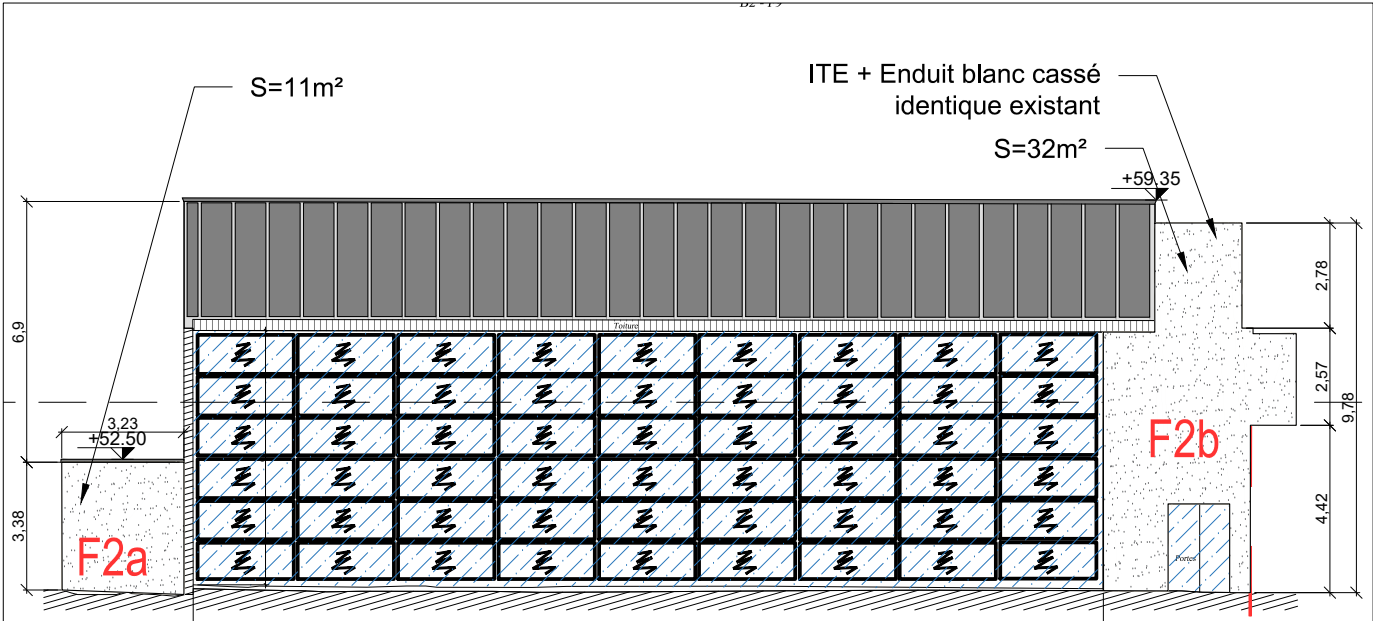 S=11m²
ITE + Enduit blanc cassé
identique existant
S=32m²
+59.35
2,78
6,9
Toiture
2,57
9,78
3,23
+52.50
F2b
4,42
3,38
F2a
Portes